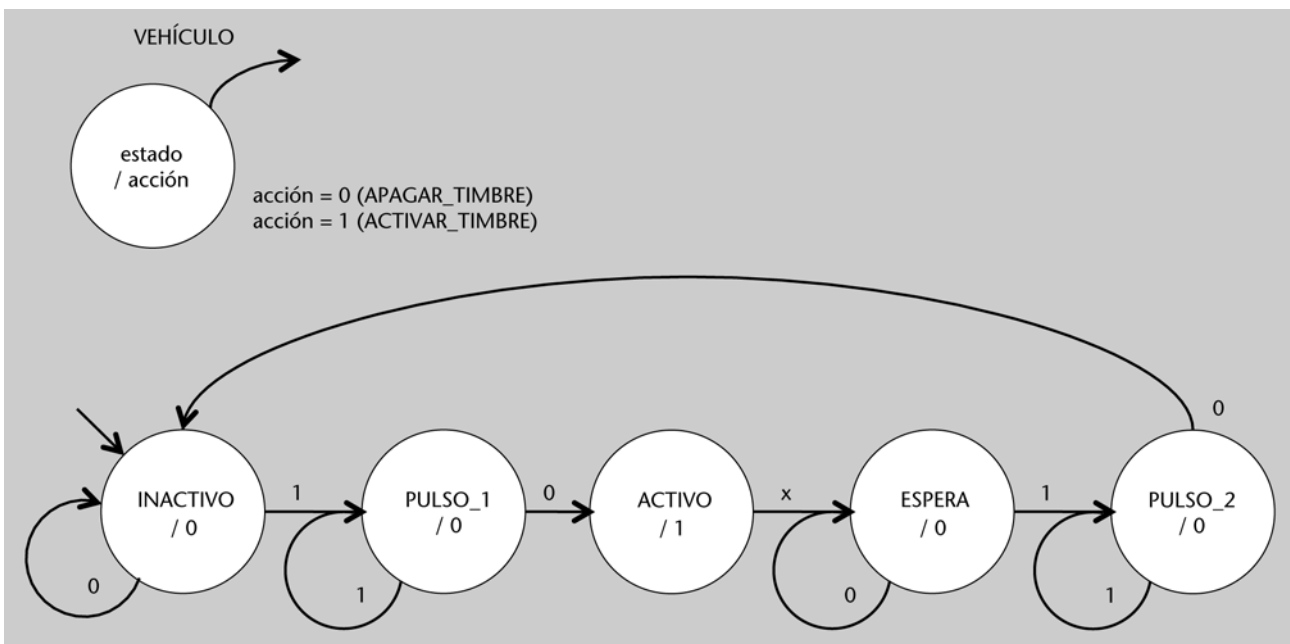 VEHÍCULO
estado
/ acción
acción = 0 (APAGAR_TIMBRE)
acción = 1 (ACTIVAR_TIMBRE)
0
INACTIVO
/ 0
1
PULSO_1
/ 0
0
ACTIVO
/ 1
x
ESPERA
/ 0
1
PULSO_2
/ 0
0
1
0
1